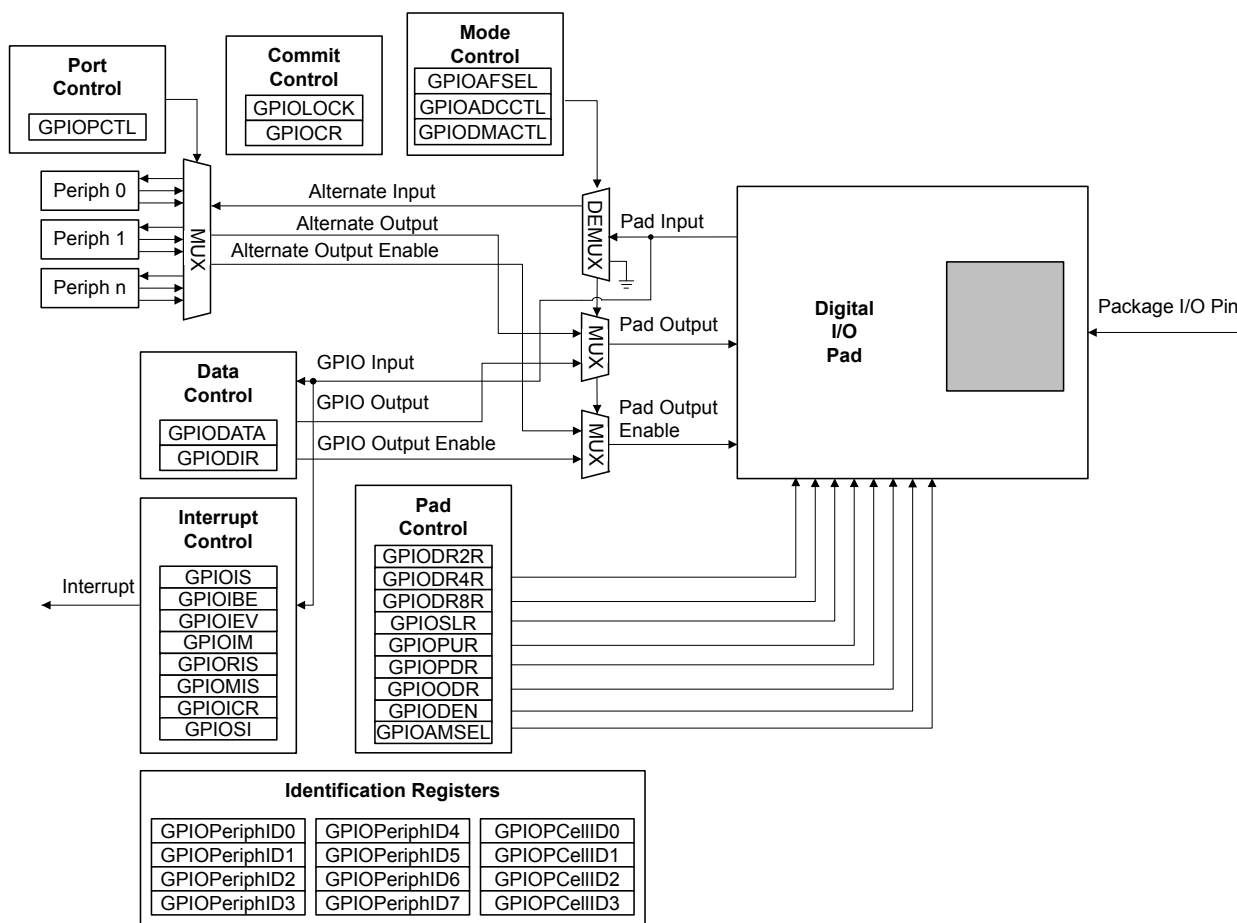 Port
Control
GPIOPCTL
Commit
Control
GPIOLOCK
GPIOCR
Mode
Control
GPIOAFSEL
GPIOADCCTL
GPIODMACTL
Periph 0
Periph 1
Periph n
MUX
Alternate Input
Alternate Output
Alternate Output Enable
DEMUX
Pad Input
MUX
Pad Output
MUX
Pad Output
Enable
Digital
I/O
Pad
Package I/O Pin
Data
Control
GPIODATA
GPIODIR
GPIO Input
GPIO Output
GPIO Output Enable
Interrupt
Control
GPIOIS
GPIOIBE
GPIOIEV
GPIOIM
GPIORIS
GPIOMIS
GPIOICR
GPIOSI
Interrupt
Pad
Control
GPIODR2R
GPIODR4R
GPIODR8R
GPIOSLR
GPIOPUR
GPIOPDR
GPIOODR
GPIODEN
GPIOAMSEL
Identification Registers
GPIOPeriphID0
GPIOPeriphID1
GPIOPeriphID2
GPIOPeriphID3
GPIOPeriphID4
GPIOPeriphID5
GPIOPeriphID6
GPIOPeriphID7
GPIOPCellID0
GPIOPCellID1
GPIOPCellID2
GPIOPCellID3